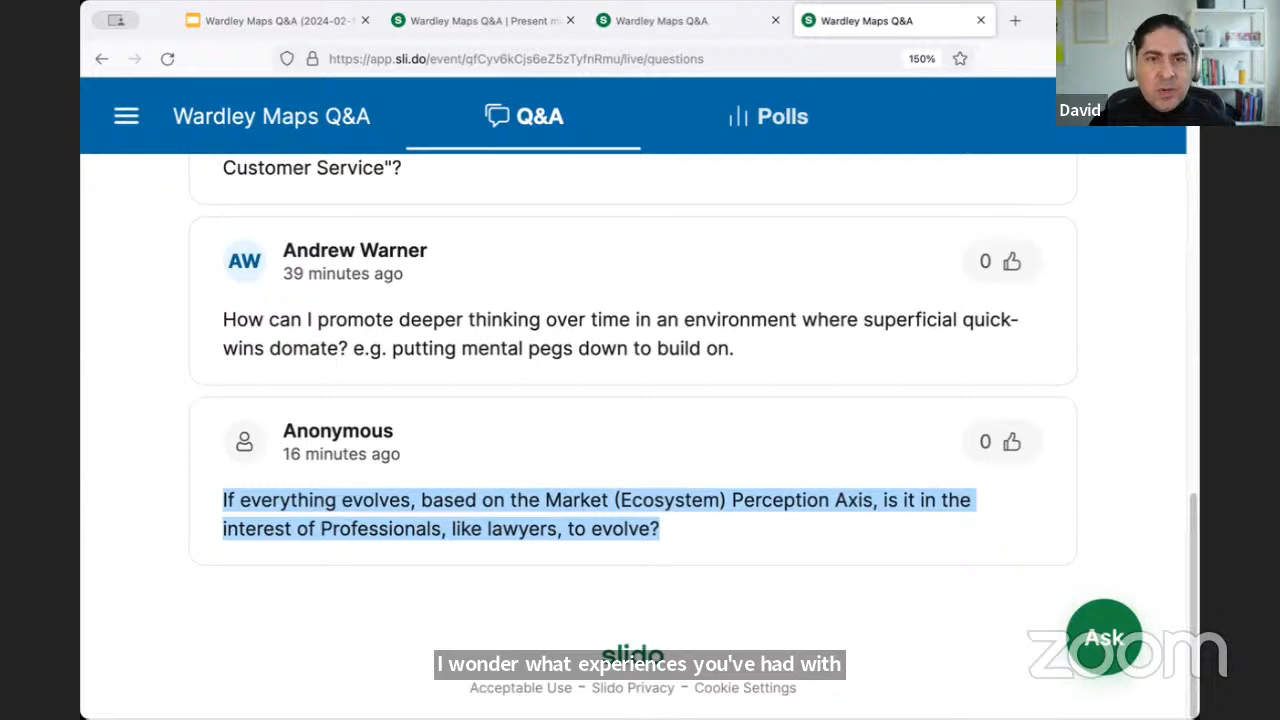 Wardley Maps Q&A (2024-02-
Wardley Maps Q&A | Present m
Wardley Maps Q&A
Wardley Maps Q&A
https://app.sli.do/event/qfCyv6kCjs6eZ5zTyfnRmu/live/questions
150%
David
Wardley Maps Q&A
Q&A
Polls
Customer Service"?
AW
Andrew Warner
39 minutes ago
0
How can I promote deeper thinking over time in an environment where superficial quick-
wins domate? e.g. putting mental pegs down to build on.
Anonymous
16 minutes ago
0
If everything evolves, based on the Market (Ecosystem) Perception Axis, is it in the
interest of Professionals, like lawyers, to evolve?
Ask
zoom
slido
I wonder what experiences you've had with
Acceptable Use - Slido Privacy - Cookie Settings